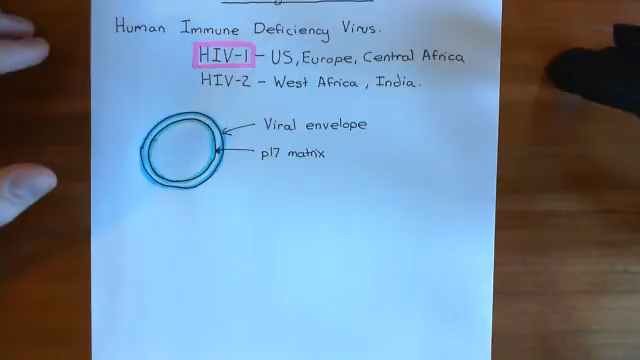 Human Immune Deficiency Virus.
HIV-1 - US, Europe, Central Africa
HIV-2 - West Africa, India.
Viral envelope
p17 matrix